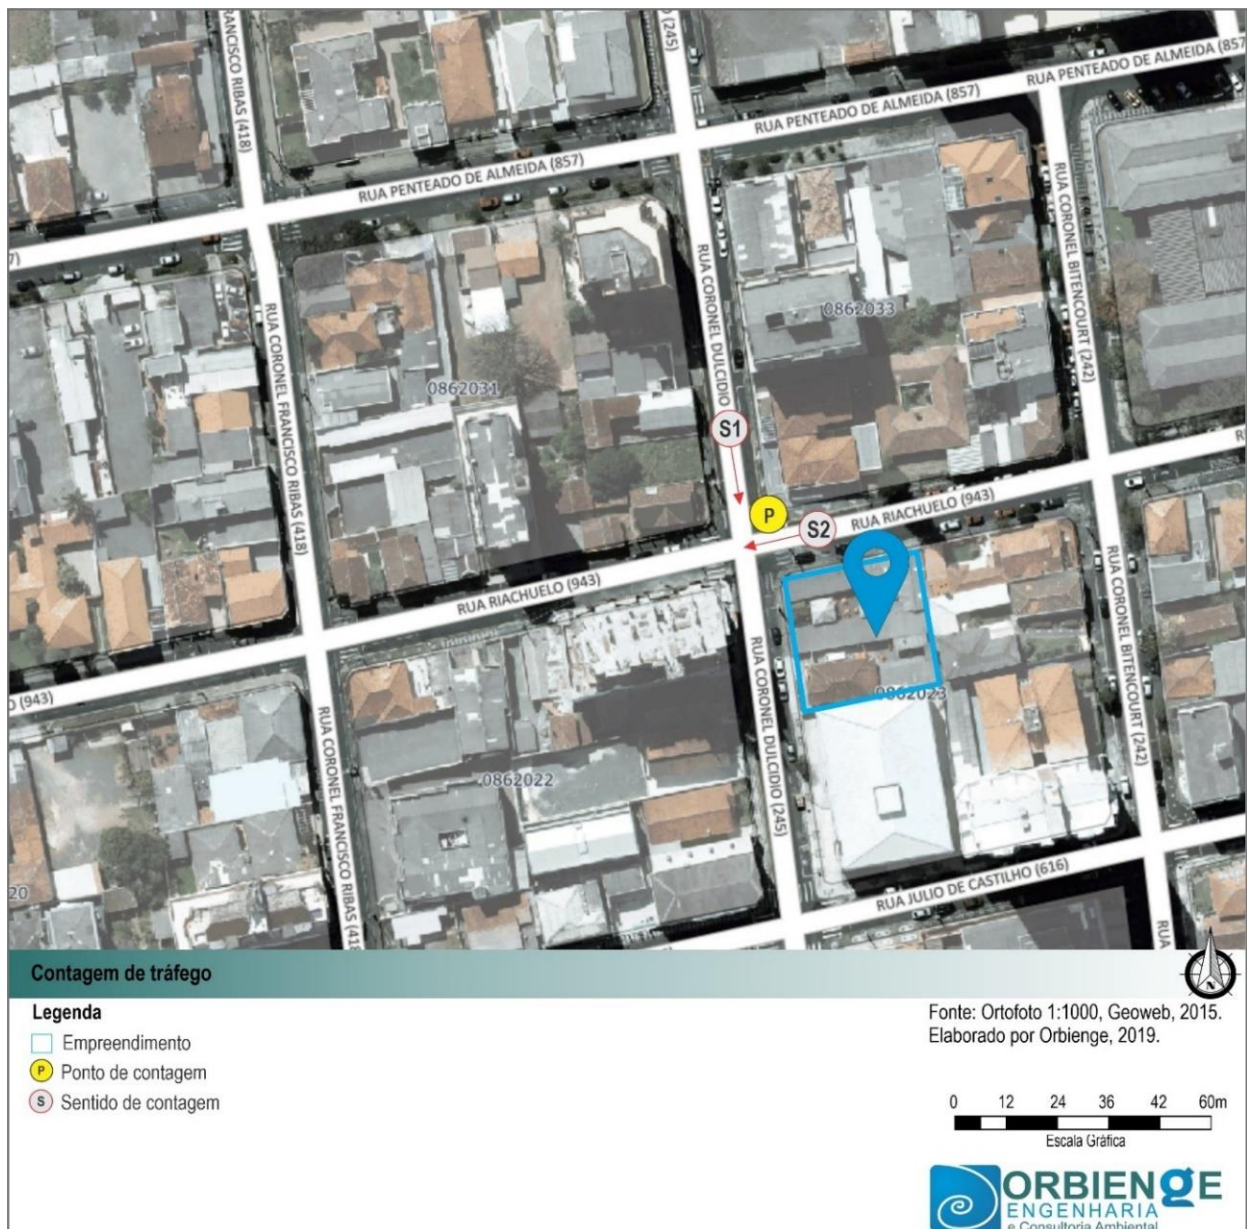 FRANCISCO RIBAS (418)
O (245)
RUA PENTEADO DE ALMEIDA (857)
RUA PENTEADO DE ALMEIDA (857)
RUA PENTEADO DE ALMEIDA (857)
7)
RUA CORONEL BITENCOURT (242)
RUA CORONEL DULCIDIO
RUA CORONEL FRANCISCO RIBAS (418)
0862033
0862031
S1
P
S2
RUA RIACHUELO (943)
R
RUA RIACHUELO (943)
RUA CORONEL BITENCOURT (242)
RUA CORONEL DULCIDIO (245)
O (943)
0862023
RUA CORONEL FRANCISCO RIBAS (418
0862022
RUA JULIO DE CASTILHO (616)
20
RUA
Contagem de tráfego
N
Legenda
Empreendimento
P Ponto de contagem
S Sentido de contagem
Fonte: Ortofoto 1:1000, Geoweb, 2015.
Elaborado por Orbienge, 2019.
0 12 24 36 42 60m
Escala Gráfica
ORBIENGE
ENGENHARIA
e Consultoria Ambiental